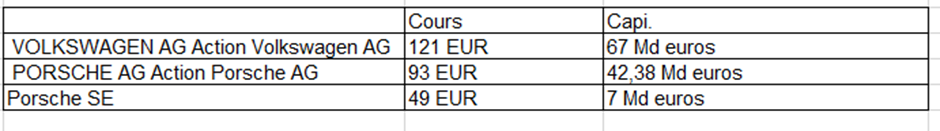 Cours Capi.
VOLKSWAGEN AG Action Volkswagen AG 121 EUR 67 Md euros
PORSCHE AG Action Porsche AG 93 EUR 42,38 Md euros
Porsche SE 49 EUR 7 Md euros